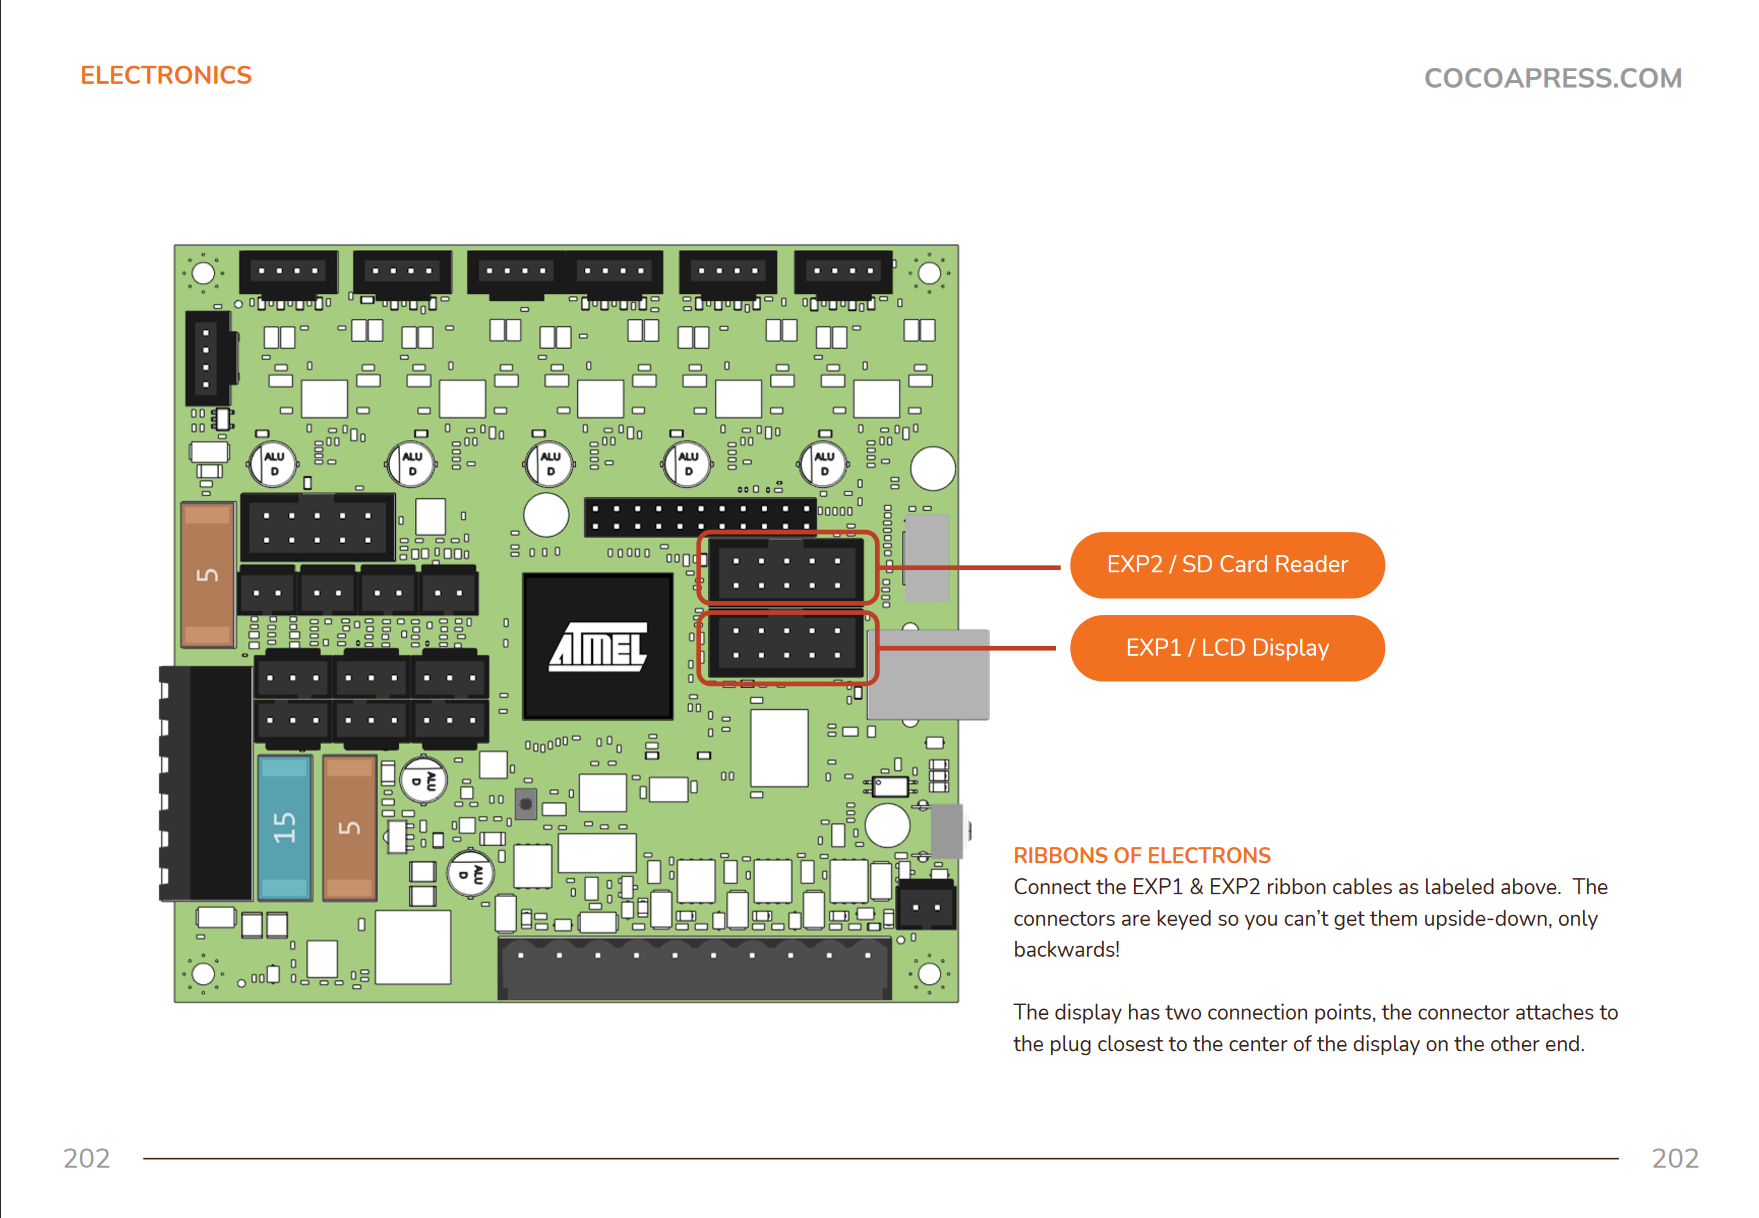 ELECTRONICS
COCOAPRESS.COM
ALU
D
ALU
D
ALU
D
ALU
D
ALU
D
5
EXP2 / SD Card Reader
ATMEL
EXP1 / LCD Display
ALU
D
15
5
ALU
D
RIBBONS OF ELECTRONS
Connect the EXP1 & EXP2 ribbon cables as labeled above.  The
connectors are keyed so you can’t get them upside-down, only
backwards!
The display has two connection points, the connector attaches to
the plug closest to the center of the display on the other end.
202
202